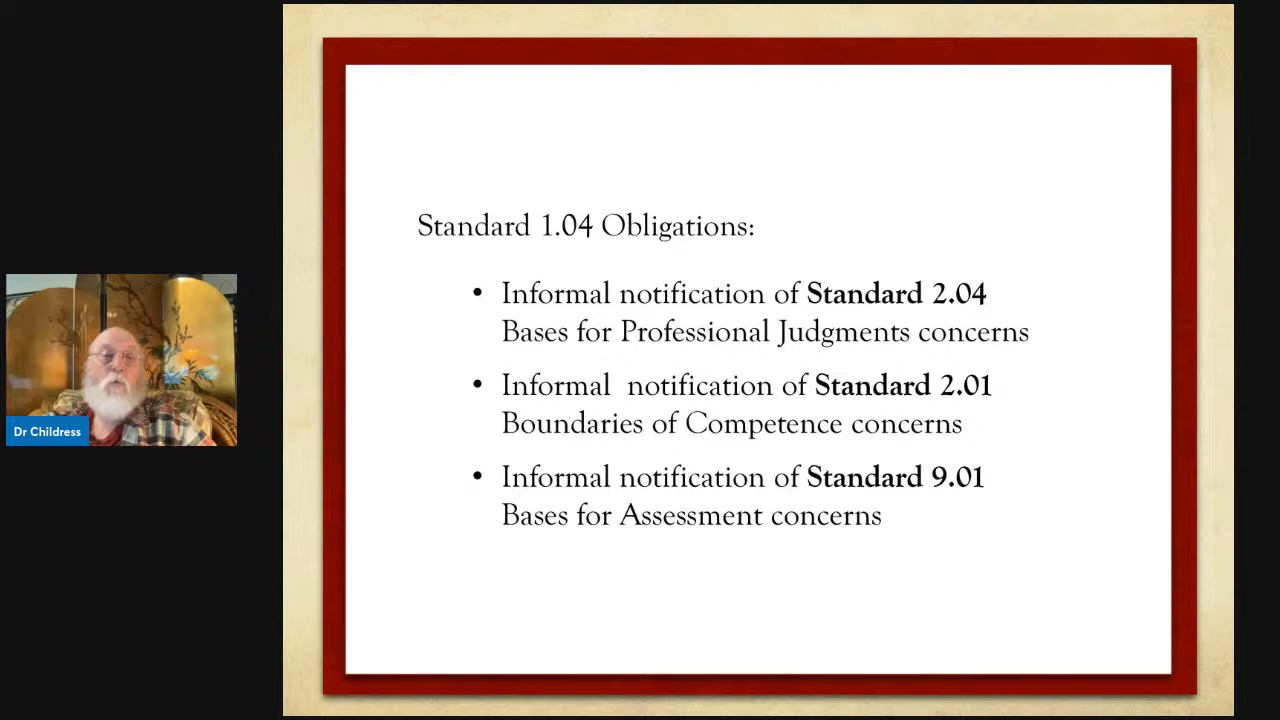 Standard 1.04 Obligations:
• Informal notification of Standard 2.04
Bases for Professional Judgments concerns
• Informal notification of Standard 2.01
Boundaries of Competence concerns
• Informal notification of Standard 9.01
Bases for Assessment concerns
Dr Childress